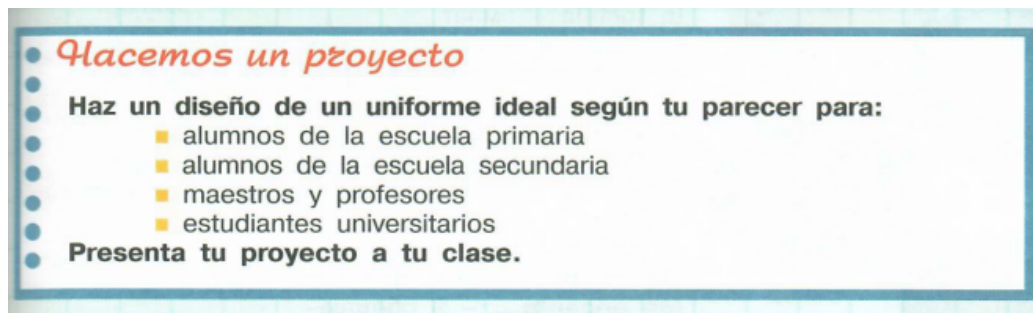 Hacemos un proyecto
Haz un diseño de un uniforme ideal según tu parecer para:
alumnos de la escuela primaria
alumnos de la escuela secundaria
maestros y profesores
estudiantes universitarios
Presenta tu proyecto a tu clase.